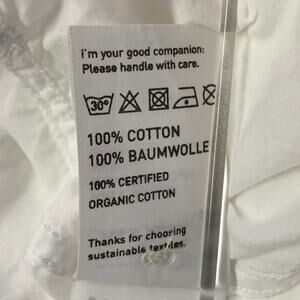 i'm your good companion:
Please handle with care.
30°
100% COTTON
100% BAUMWOLLE
100% CERTIFIED
ORGANIC COTTON
Thanks for choosing
sustainable textiles.